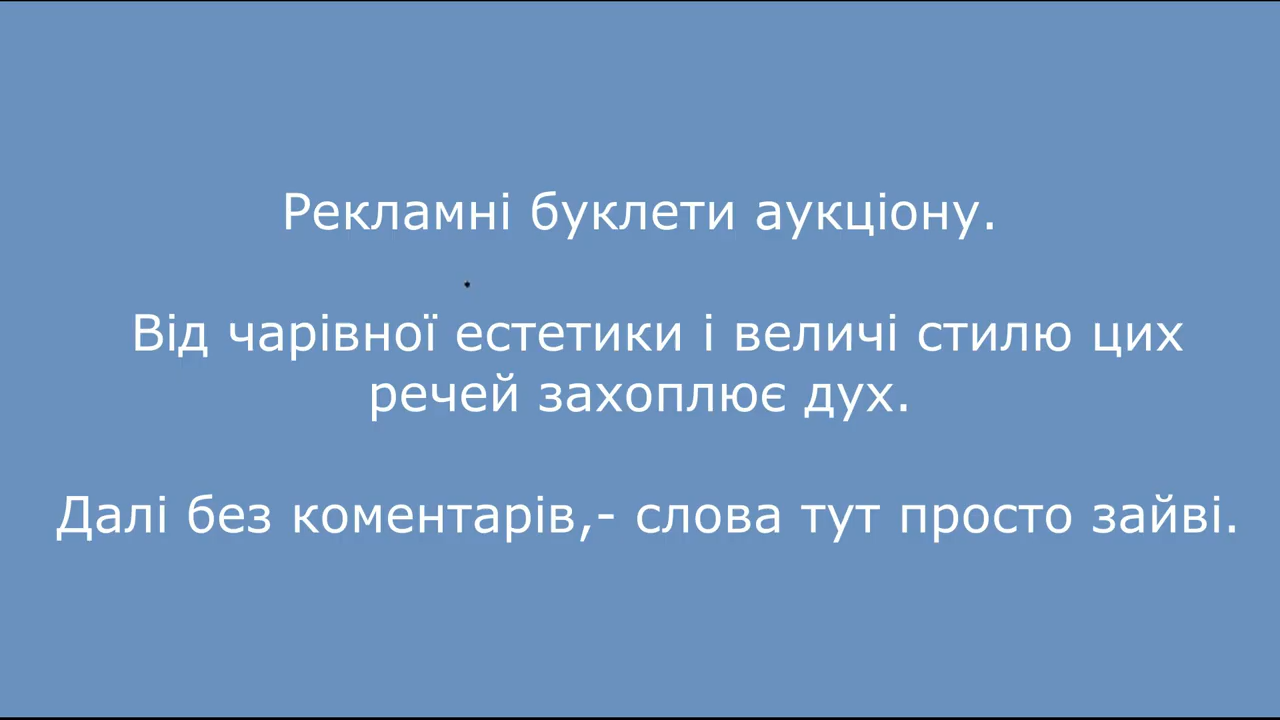 Рекламні буклети аукціону.
Від чарівної естетики і величі стилю цих
речей захоплює дух.
Далі без коментарів,- слова тут просто зайві.